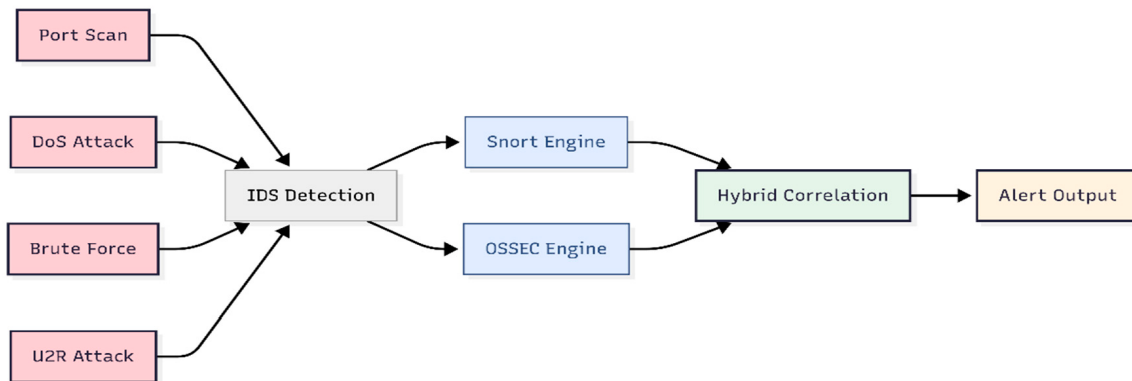 Port Scan
DoS Attack
Brute Force
U2R Attack
IDS Detection
Snort Engine
OSSEC Engine
Hybrid Correlation
Alert Output